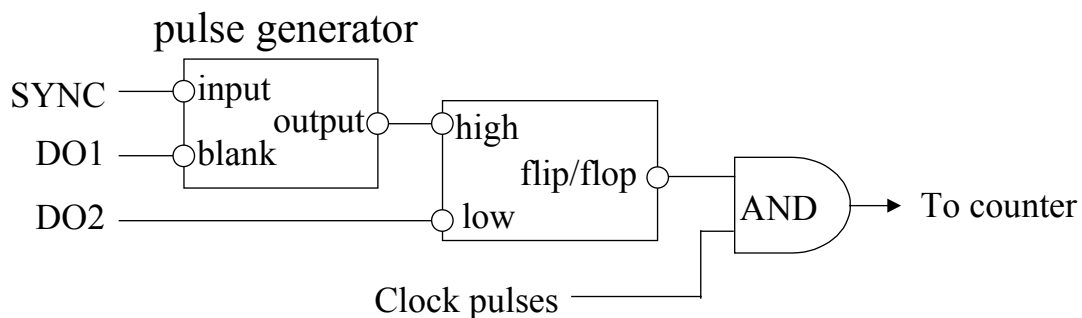 pulse generator
SYNC
input
output
DO1
blank
high
flip/flop
DO2
low
AND
To counter
Clock pulses